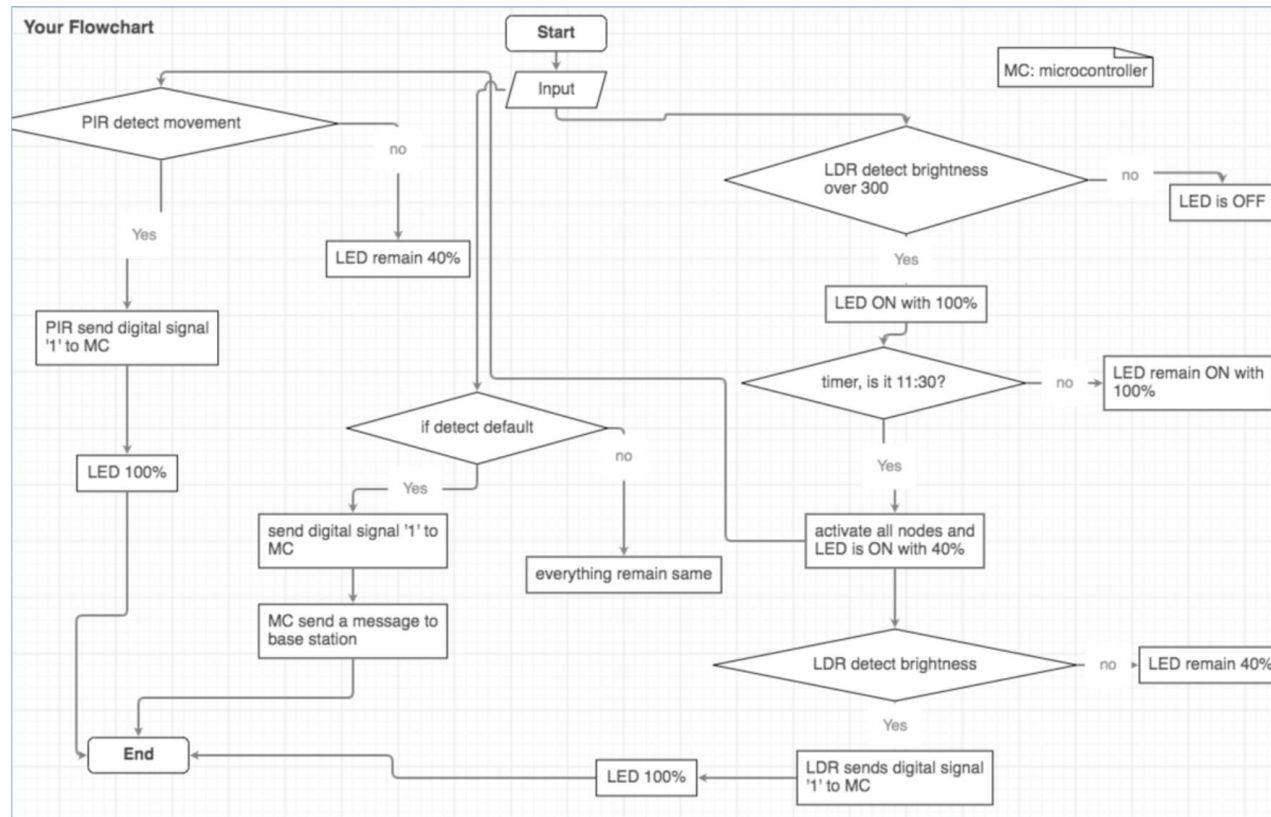 Your Flowchart
Start
MC: microcontroller
Input
PIR detect movement
no
Yes
LED remain 40%
PIR send digital signal
'1' to MC
LED 100%
LDR detect brightness
over 300
no
LED is OFF
Yes
LED ON with 100%
timer, is it 11:30?
no
LED remain ON with
100%
Yes
if detect default
no
Yes
send digital signal '1' to
MC
everything remain same
MC send a message to
base station
activate all nodes and
LED is ON with 40%
LDR detect brightness
no
LED remain 40%
Yes
LDR sends digital signal
'1' to MC
LED 100%
End